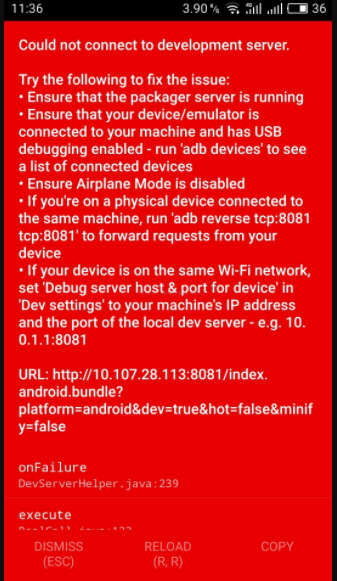 11:36 3.90 36
Could not connect to development server.
Try the following to fix the issue:
• Ensure that the packager server is running
• Ensure that your device/emulator is
connected to your machine and has USB
debugging enabled - run 'adb devices' to see
a list of connected devices
• Ensure Airplane Mode is disabled
• If you're on a physical device connected to
the same machine, run 'adb reverse tcp:8081
tcp:8081' to forward requests from your
device
• If your device is on the same Wi-Fi network,
set 'Debug server host & port for device' in
'Dev settings' to your machine's IP address
and the port of the local dev server - e.g. 10.
0.1.1:8081
URL: http://10.107.28.113:8081/index.
android.bundle?
platform=android&dev=true&hot=false&minif
y=false
onFailure
DevServerHelper.java:239
execute
DISMISS RELOAD COPY
(ESC) (R, R)